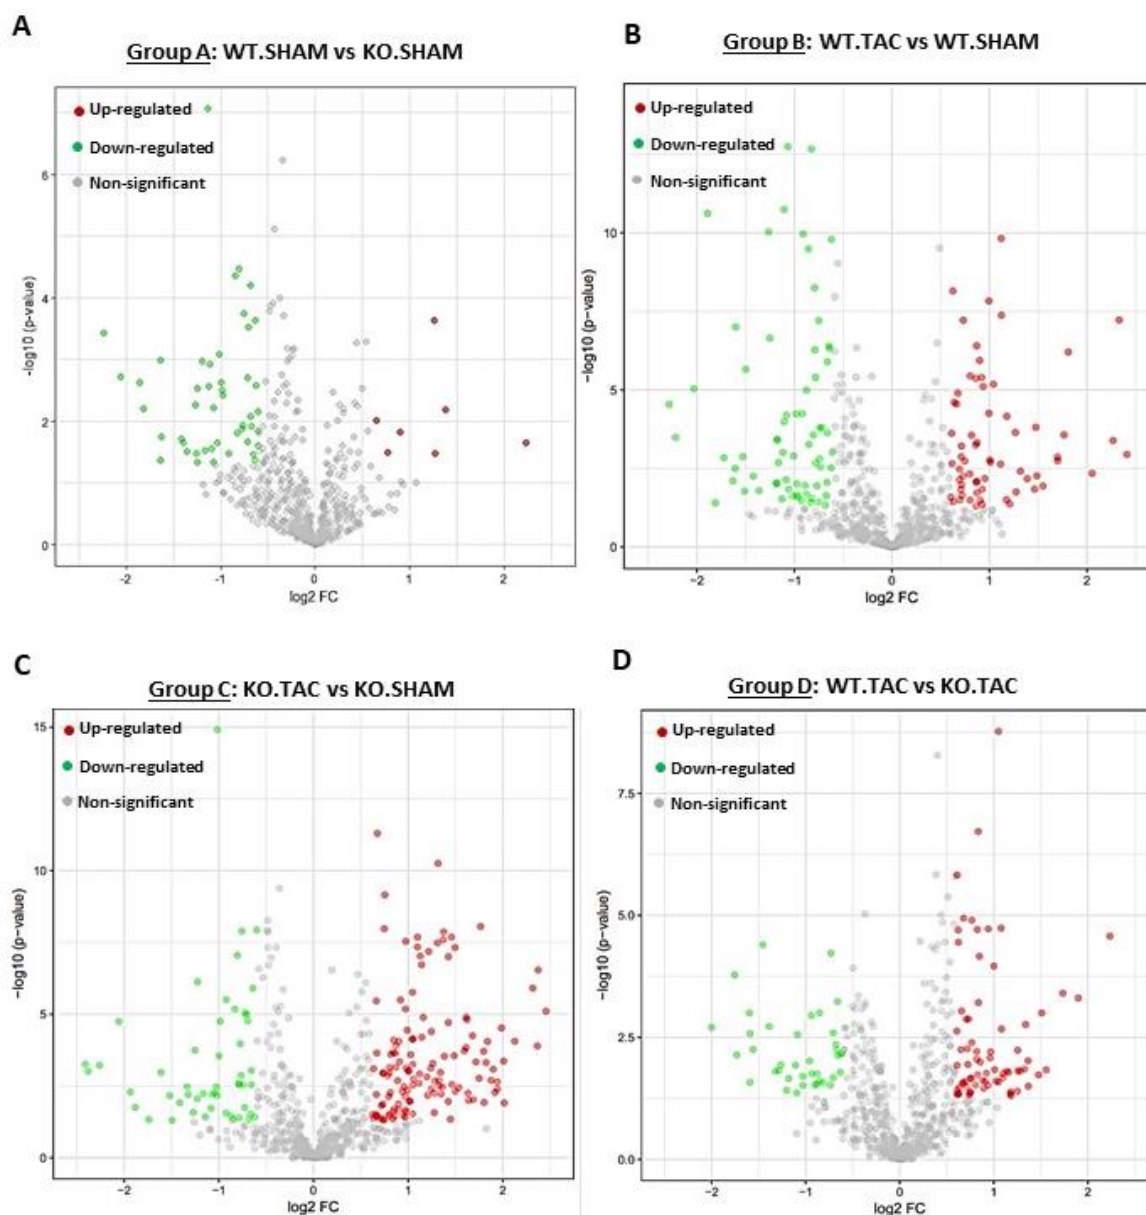 A
Group A: WT.SHAM vs KO.SHAM
Up-regulated
Down-regulated
Non-significant
-log10 (p-value)
6
4
2
0
-2
-1
0
1
2
log2 FC
B
Group B: WT.TAC vs WT.SHAM
Up-regulated
Down-regulated
Non-significant
−log10 (p−value)
10
5
0
−2
−1
0
1
2
log2 FC
C
Group C: KO.TAC vs KO.SHAM
Up-regulated
Down-regulated
Non-significant
−log10 (p−value)
15
10
5
0
−2
−1
0
1
2
log2 FC
D
Group D: WT.TAC vs KO.TAC
Up-regulated
Down-regulated
Non-significant
−log10 (p−value)
7.5
5.0
2.5
0.0
−2
−1
0
1
2
log2 FC